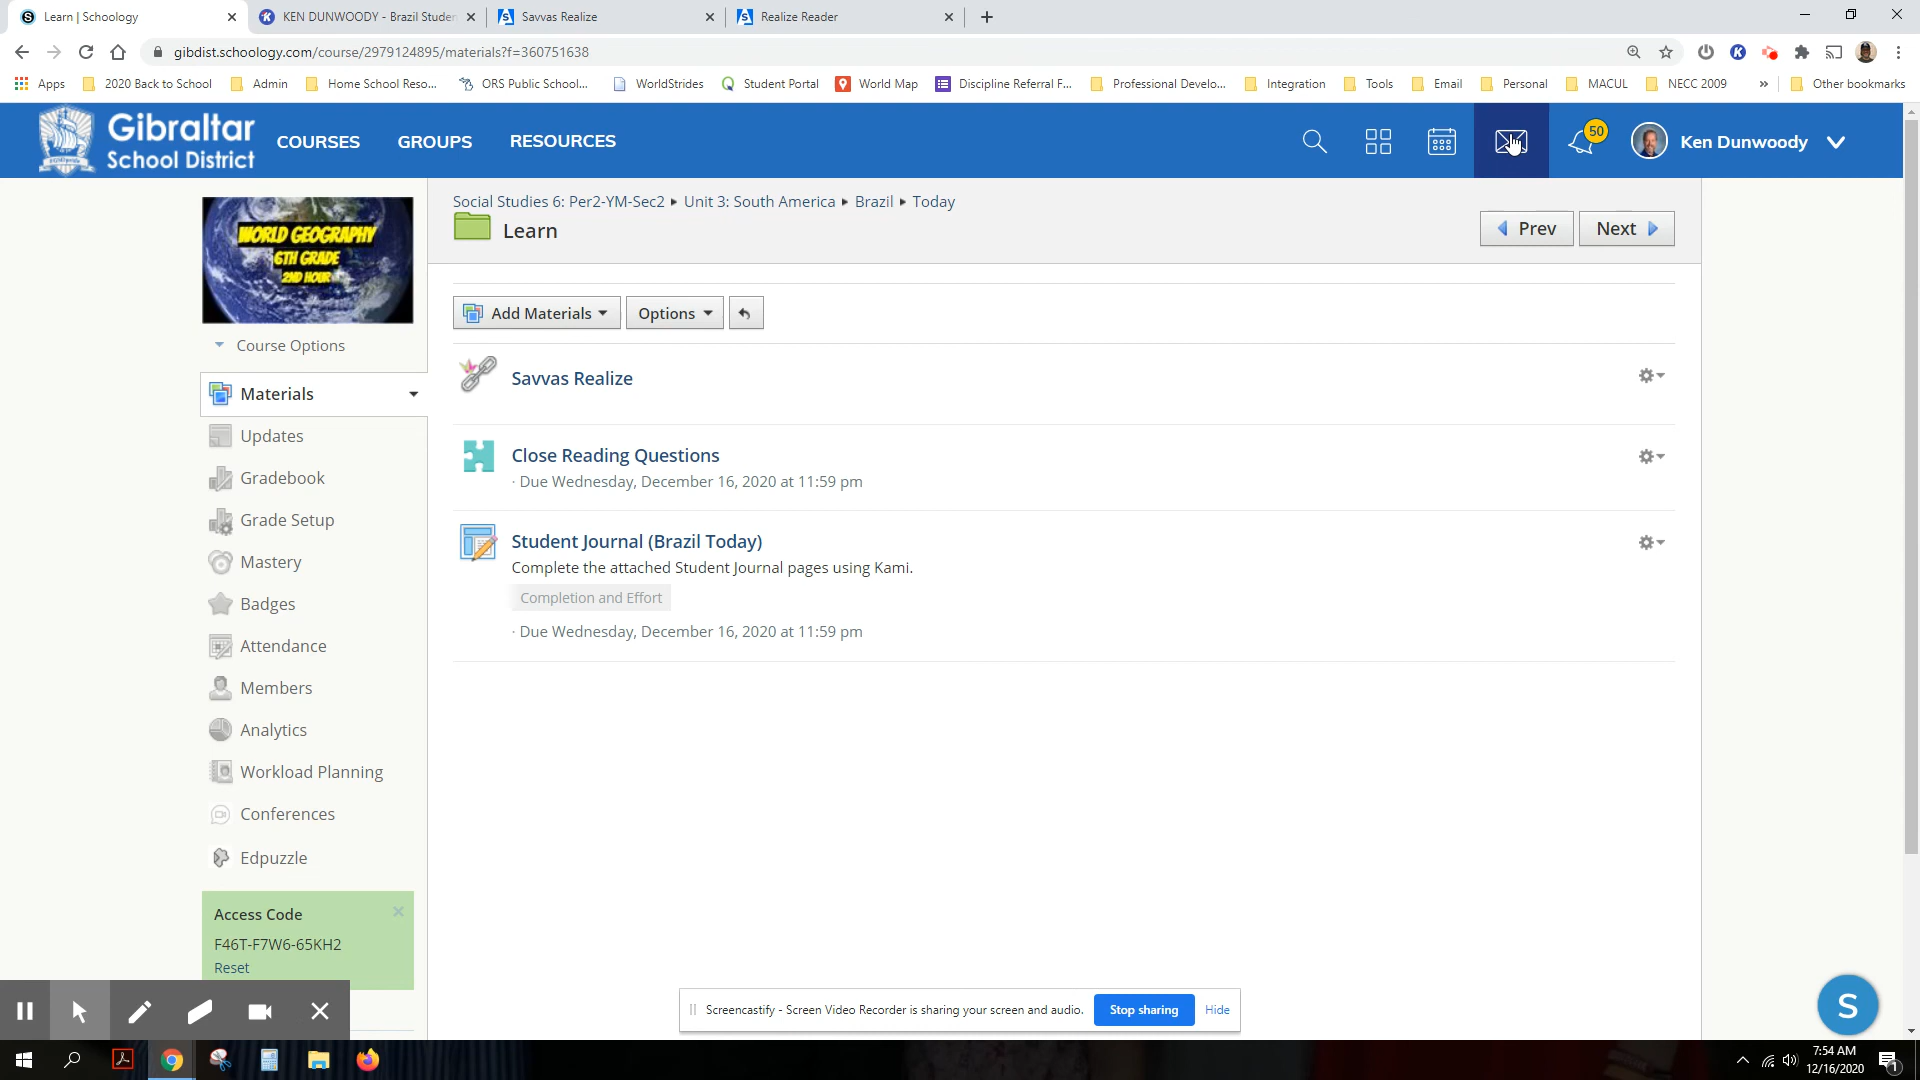 Learn | Schoology
KEN DUNWOODY - Brazil Studen
Savvas Realize
Realize Reader
gibdist.schoology.com/course/2979124895/materials?f=360751638
Apps
2020 Back to School
Admin
Home School Reso...
ORS Public School...
WorldStrides
Student Portal
World Map
Discipline Referral F...
Professional Develo...
Integration
Tools
Email
Personal
MACUL
NECC 2009
Other bookmarks
Gibraltar
School District
COURSES
GROUPS
RESOURCES
50
Ken Dunwoody
WORLD GEOGRAPHY
6TH GRADE
2ND HOUR
Course Options
Materials
Updates
Gradebook
Grade Setup
Mastery
Badges
Attendance
Members
Analytics
Workload Planning
Conferences
Edpuzzle
Access Code
F46T-F7W6-65KH2
Reset
Social Studies 6: Per2-YM-Sec2 ▸ Unit 3: South America ▸ Brazil ▸ Today
Learn
Prev
Next
Add Materials
Options
Savvas Realize
Close Reading Questions
· Due Wednesday, December 16, 2020 at 11:59 pm
Student Journal (Brazil Today)
Complete the attached Student Journal pages using Kami.
Completion and Effort
· Due Wednesday, December 16, 2020 at 11:59 pm
Screencastify - Screen Video Recorder is sharing your screen and audio.
Stop sharing
Hide
S
7:54 AM
12/16/2020
1